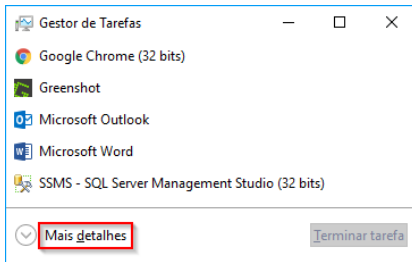 Gestor de Tarefas
Google Chrome (32 bits)
Greenshot
Microsoft Outlook
Microsoft Word
SSMS - SQL Server Management Studio (32 bits)
Mais detalhes
Terminar tarefa